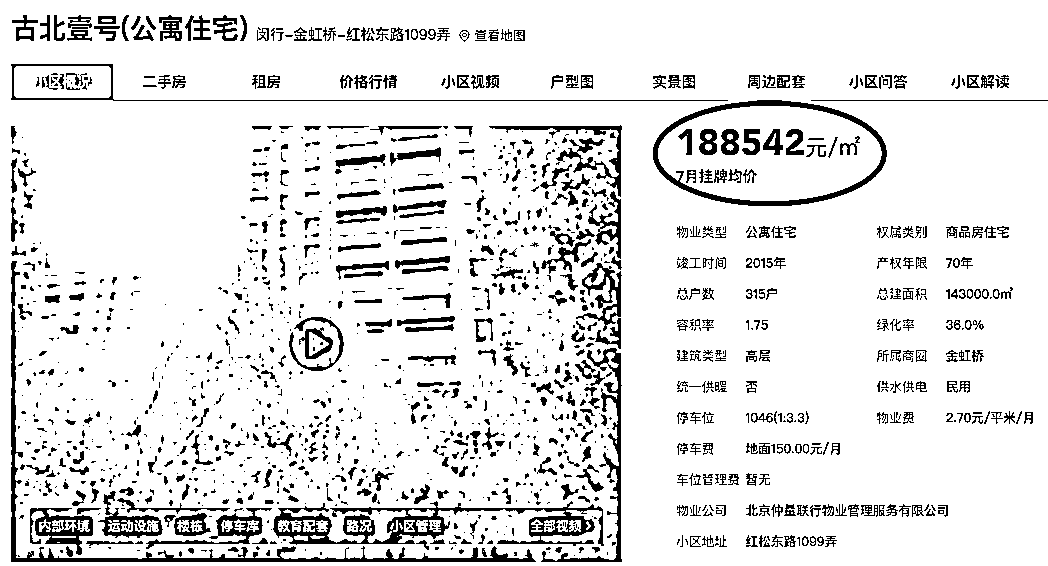 古北壹号(公寓住宅) 闵行-金虹桥-红松东路1099弄 查看地图
小区概况 二手房 租房 价格行情 小区视频 户型图 实景图 周边配套 小区问答 小区解读
188542元/㎡
7月挂牌均价
物业类型 公寓住宅 权属类别 商品房住宅
竣工时间 2015年 产权年限 70年
总户数 315户 总建面积 143000.0㎡
容积率 1.75 绿化率 36.0%
建筑类型 高层 所属商圈 金虹桥
统一供暖 否 供水供电 民用
停车位 1046(1:3.3) 物业费 2.70元/平米/月
停车费 地面150.00元/月
车位管理费 暂无
物业公司 北京仲量联行物业管理服务有限公司
小区地址 红松东路1099弄
内部环境 运动设施 楼栋 停车库 教育配套 路况 小区管理 全部视频